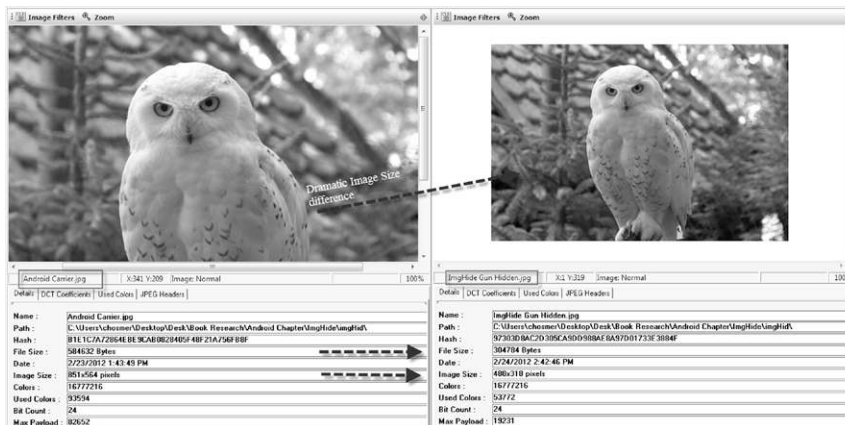 Image Filters Zoom
Image Filters Zoom
Dramatic Image Size
difference
Android Carrier.jpg X:341 Y:209 Image: Normal 100%
ImgHide Gun Hidden.jpg X:1 Y:319 Image: Normal 100
Details DCT Coefficients Used Colors JPEG Headers
Name : Android Carrier.jpg
Path : C:\Users\chosmer\Desktop\Desk\Book Research\Android Chapter\ImgHide\imgHid\
Hash :
File Size : 584632 Bytes
Date : 2/23/2012 1:43:49 PM
Image Size : 851x564 pixels
Colors : 16777216
Used Colors : 93594
Bit Count : 24
Max Payload : 82652
Details DCT Coefficients Used Colors JPEG Headers
Name : ImgHide Gun Hidden.jpg
Path : C:\Users\chosmer\Desktop\Desk\Book Research\Android Chapter\ImgHide\imgHid\
Hash :
File Size : 304784 Bytes
Date : 2/24/2012 2:42:46 PM
Image Size : 480x318 pixels
Colors : 16777216
Used Colors : 53772
Bit Count : 24
Max Payload : 19231